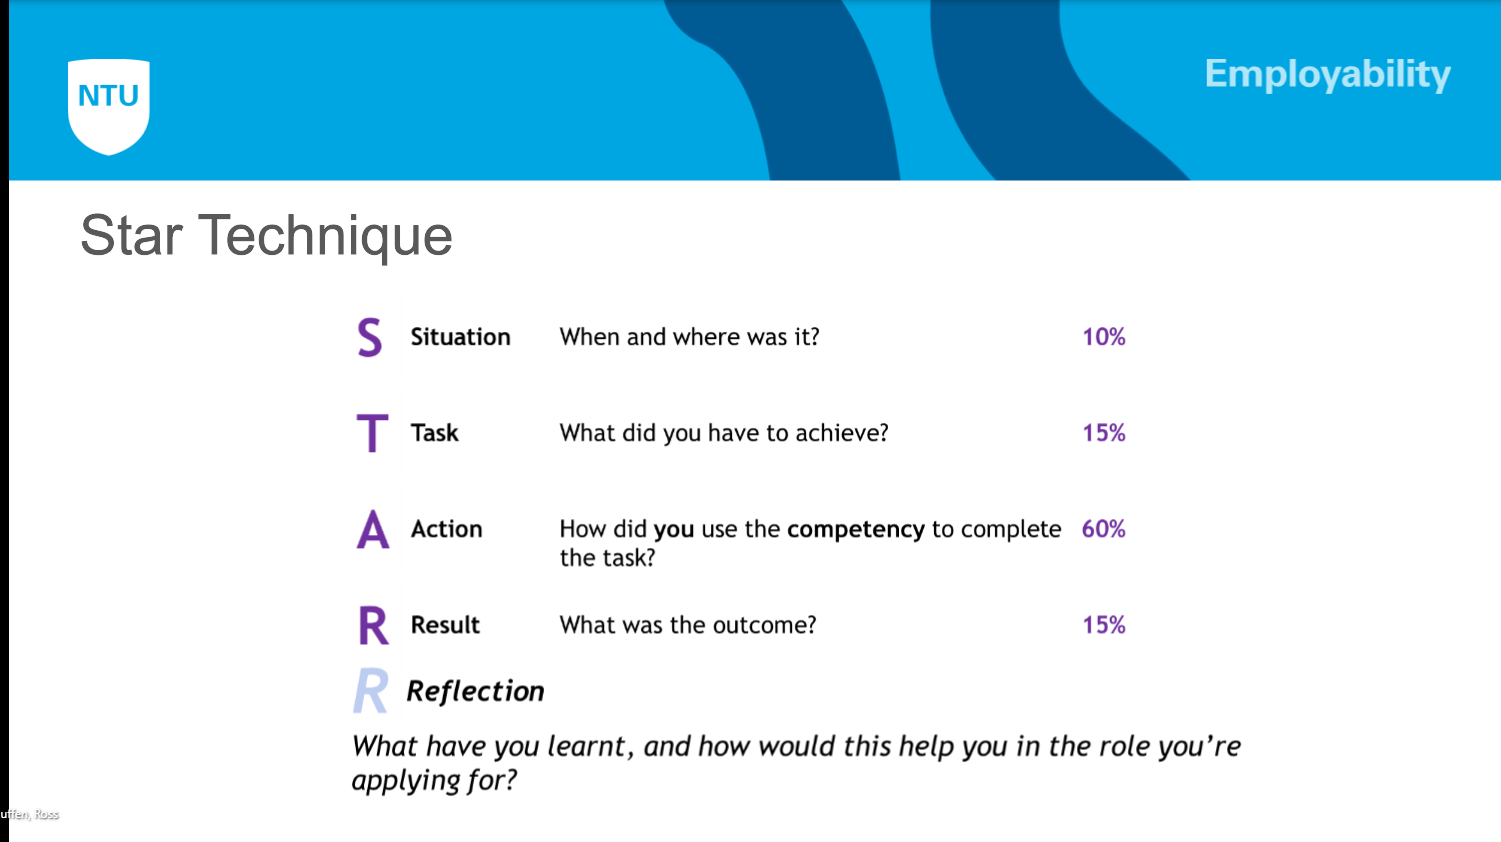 NTU
Employability
Star Technique
S Situation When and where was it? 10%
T Task What did you have to achieve? 15%
A Action How did you use the competency to complete 60%
the task?
R Result What was the outcome? 15%
R Reflection
What have you learnt, and how would this help you in the role you’re
applying for?
Ross